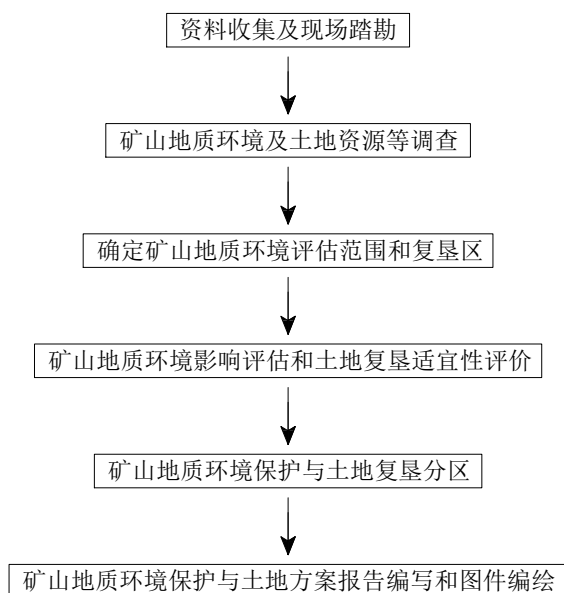 资料收集及现场踏勘
矿山地质环境及土地资源等调查
确定矿山地质环境评估范围和复垦区
矿山地质环境影响评估和土地复垦适宜性评价
矿山地质环境保护与土地复垦分区
矿山地质环境保护与土地方案报告编写和图件编绘